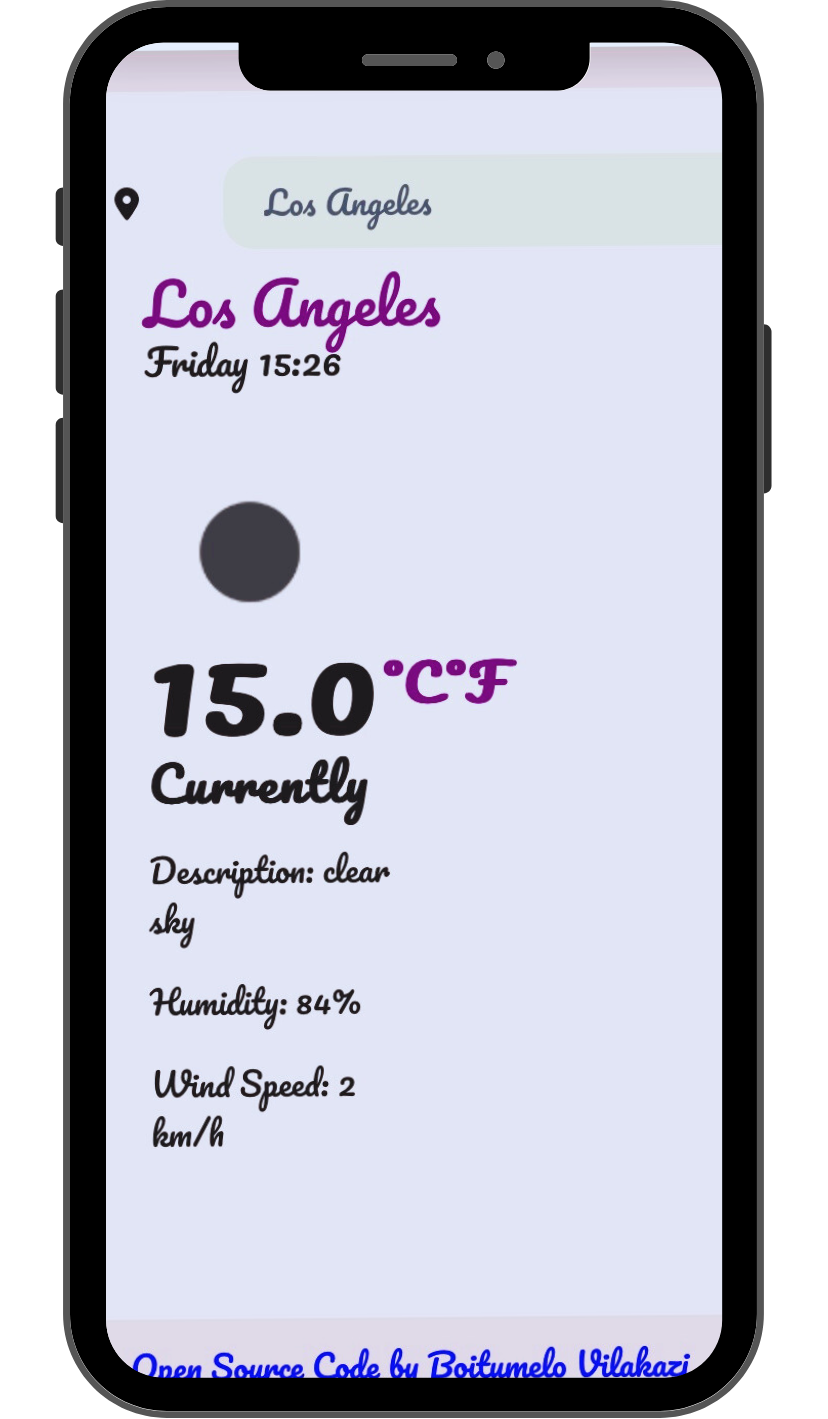 Los Angeles
Los Angeles
Friday 15:26
15.0 °C°F
Currently
Description: clear
sky
Humidity: 84%
Wind Speed: 2
km/h
Open Source Code by Boitumelo Vilakazi